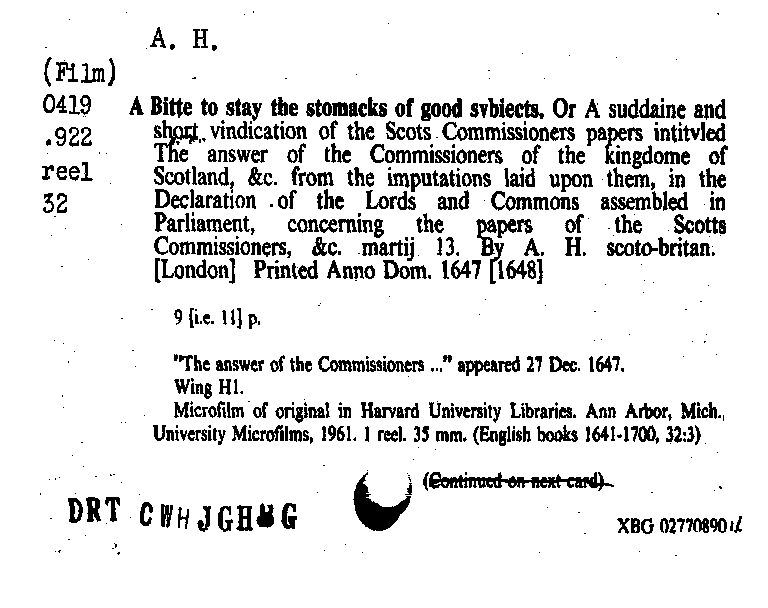 A. H.
(Film)
0419 A Bitte to stay the stomacks of good svbiects. Or A suddaine and
.922 short vindication of the Scots Commissioners papers intitvled
The answer of the Commissioners of the kingdome of
reel Scotland, &c. from the imputations laid upon them, in the
32 Declaration of the Lords and Commons assembled in
Parliament, concerning the papers of the Scotts
Commissioners, &c. martij 13. By A. H. scoto-britan.
[London] Printed Anno Dom. 1647 [1648]
9 [i.e. 11] p.
"The answer of the Commissioners ..." appeared 27 Dec. 1647.
Wing H1.
Microfilm of original in Harvard University Libraries. Ann Arbor, Mich.,
University Microfilms, 1961. 1 reel. 35 mm. (English books 1641-1700, 32:3)
(Continued on next card)
DRT CWH JGH G
XBG 02770890